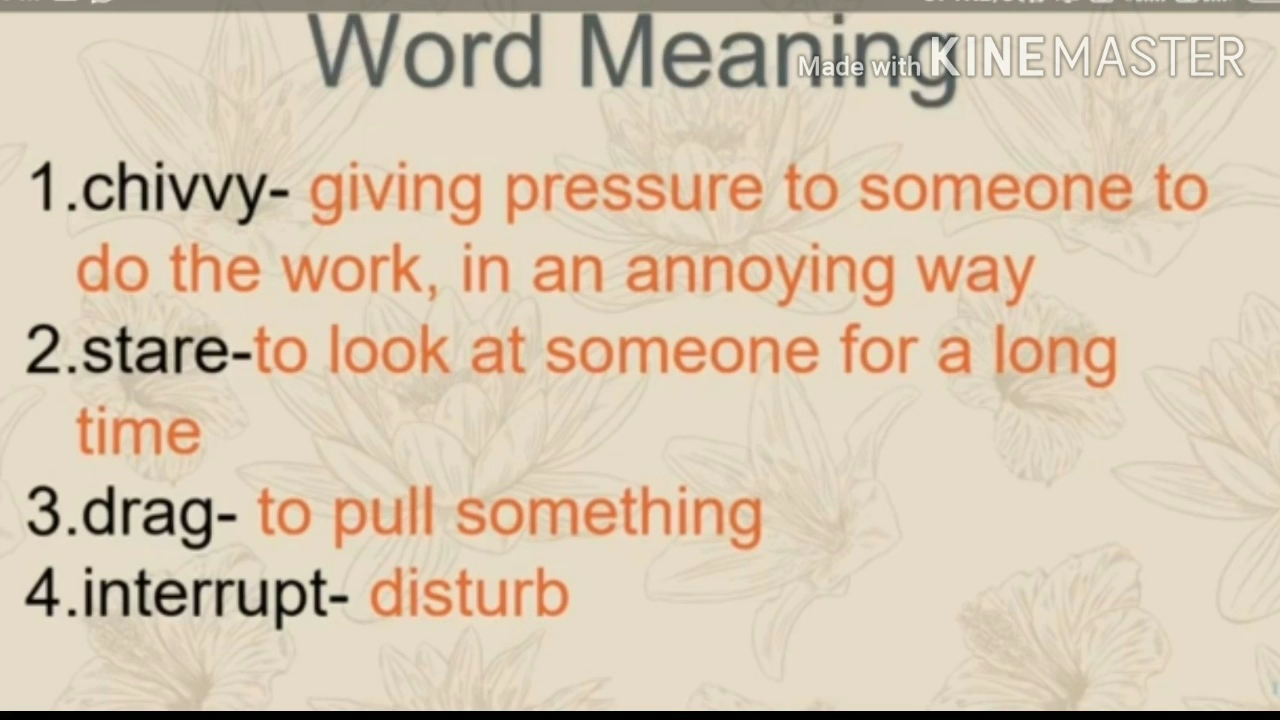 Word Meaning
Made with KINEMASTER
1.chivvy- giving pressure to someone to
do the work, in an annoying way
2.stare-to look at someone for a long
time
3.drag- to pull something
4.interrupt- disturb